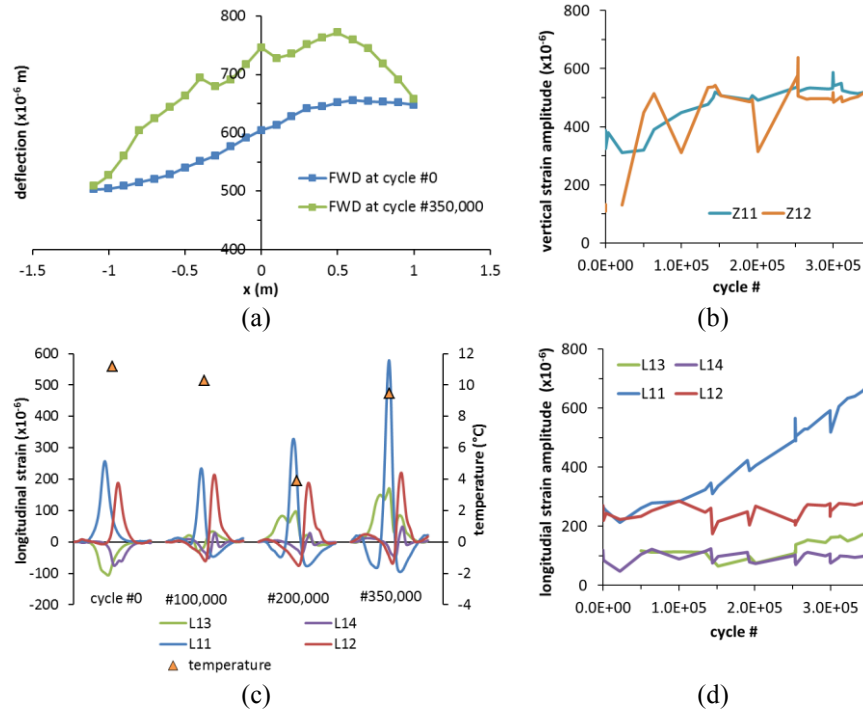 800
700
600
500
400
deflection (x10⁻⁶ m)
FWD at cycle #0
FWD at cycle #350,000
-1.5
-1
-0.5
0
0.5
1
1.5
x (m)
(a)
800
600
400
200
0
vertical strain amplitude (x10⁻⁶)
Z11
Z12
0.0E+00
1.0E+05
2.0E+05
3.0E+05
cycle #
(b)
600
500
400
300
200
100
0
-100
-200
longitudinal strain (x10⁻⁶)
12
10
8
6
4
2
0
-2
-4
temperature (°C)
cycle #0
#100,000
#200,000
#350,000
L13
L14
L11
L12
temperature
(c)
800
600
400
200
0
longitudial strain amplitude
(x10⁻⁶)
L13
L14
L11
L12
0.0E+00
1.0E+05
2.0E+05
3.0E+05
cycle #
(d)